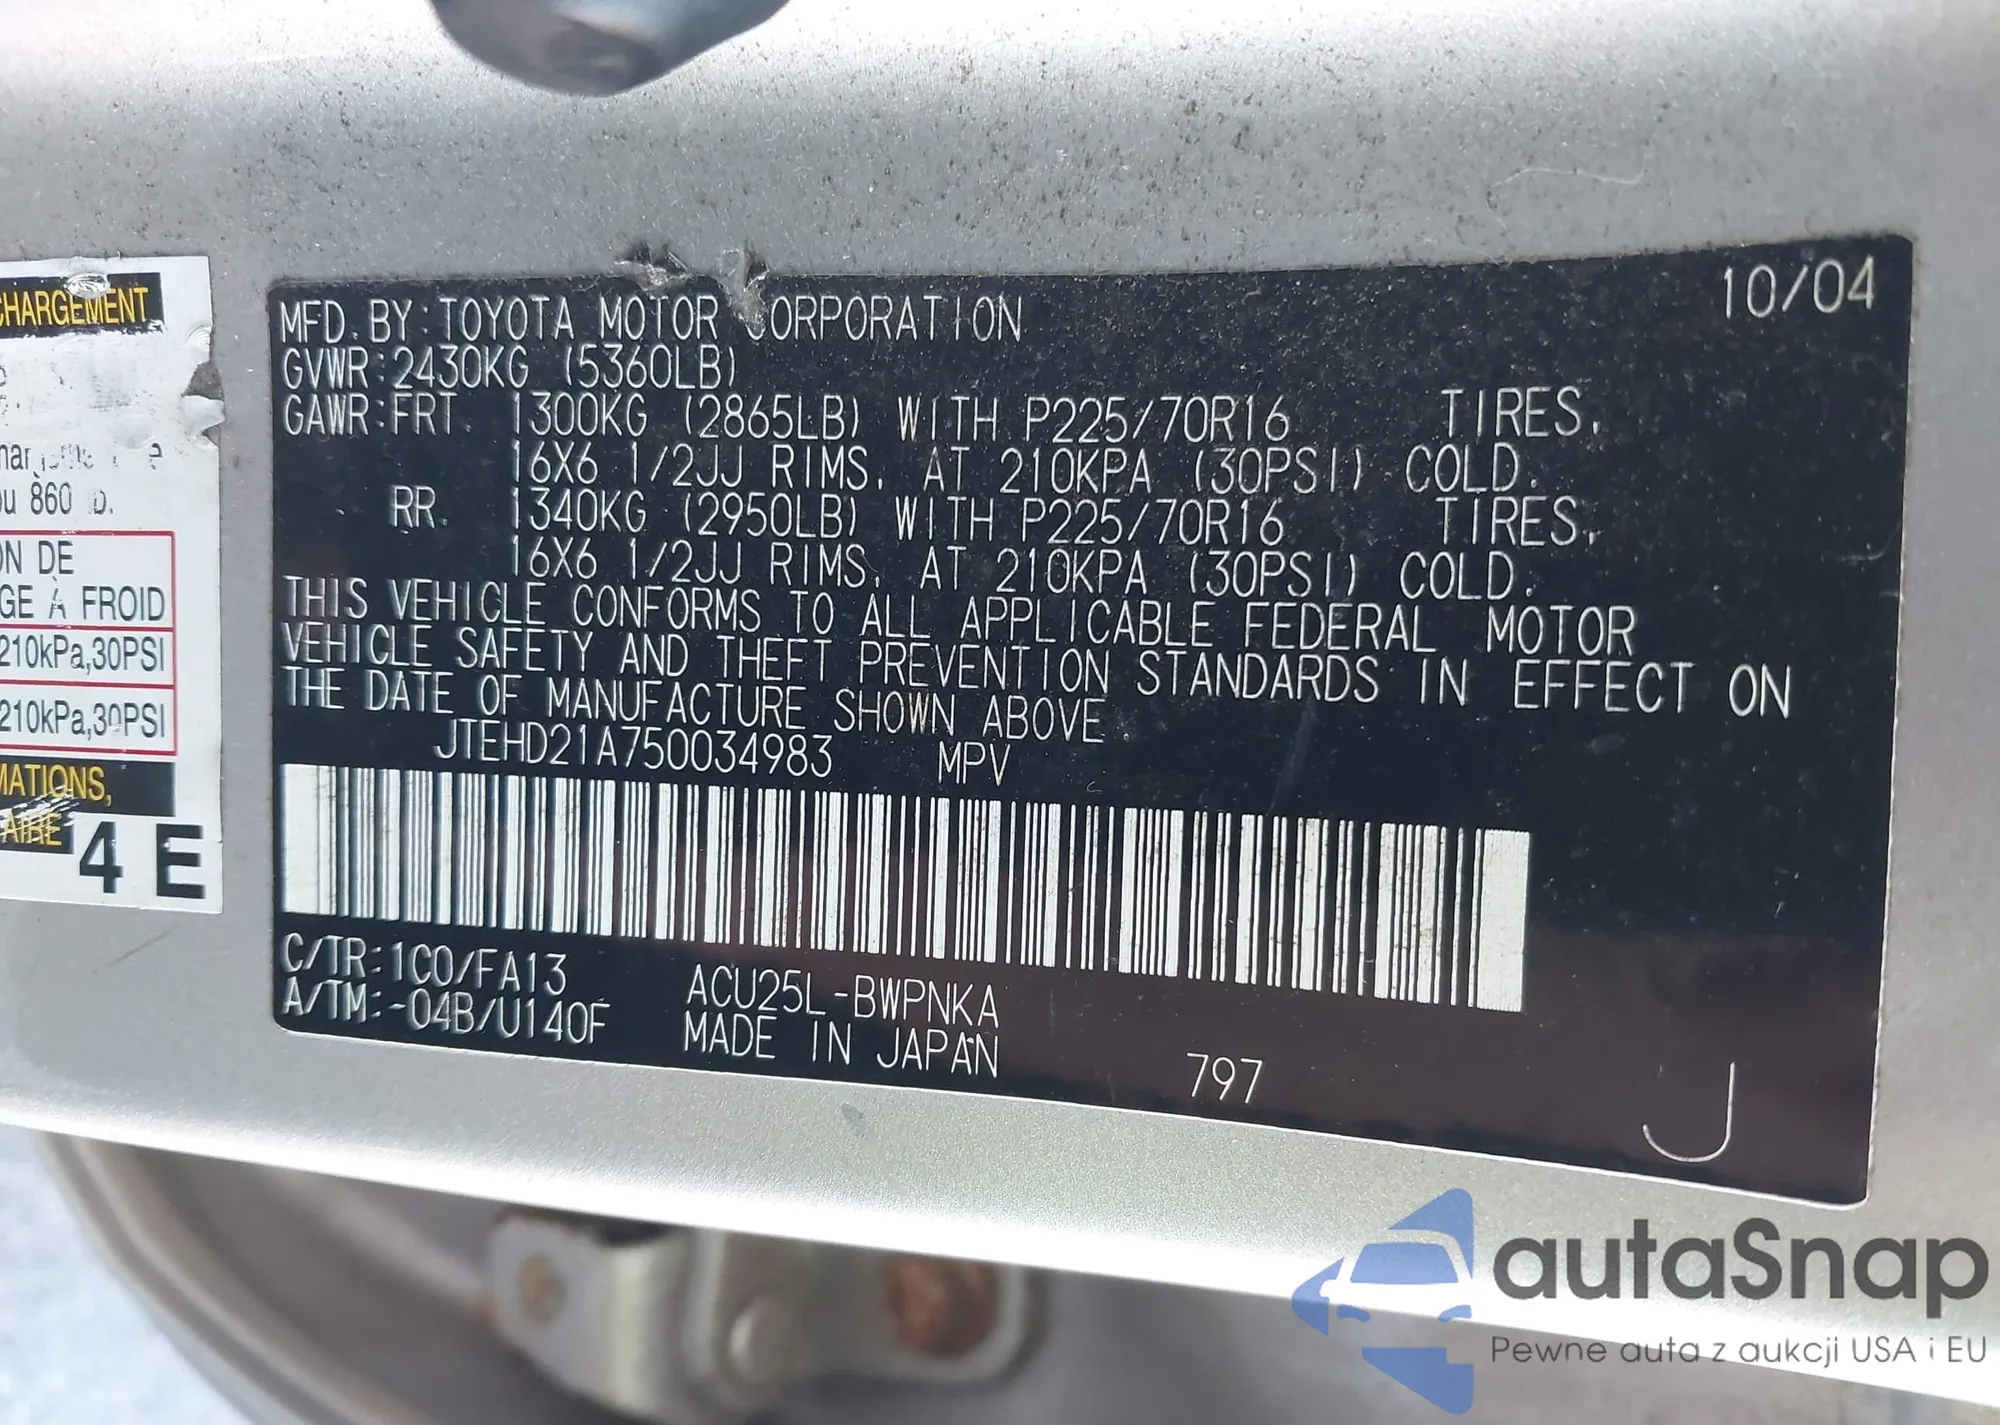 CHARGEMENT
ou 860
ON DE
GE À FROID
210kPa,30PSI
210kPa,30PSI
MATIONS,
AIRE
4 E
10/04
MFD. BY: TOYOTA MOTOR CORPORATION
GVWR: 2430KG (5360LB)
GAWR: FRT. 1300KG (2865LB) WITH P225/70R16 TIRES,
16X6 1/2JJ RIMS, AT 210KPA (30PSI) COLD.
RR. 1340KG (2950LB) WITH P225/70R16 TIRES,
16X6 1/2JJ RIMS, AT 210KPA (30PSI) COLD.
THIS VEHICLE CONFORMS TO ALL APPLICABLE FEDERAL MOTOR
VEHICLE SAFETY AND THEFT PREVENTION STANDARDS IN EFFECT ON
THE DATE OF MANUFACTURE SHOWN ABOVE
JTEHD21A750034983 MPV
C/TR: 1C0/FA13 ACU25L-BWPNKA
A/TM: -04B/U140F MADE IN JAPAN
797
J
autaSnap
Pewne auta z aukcji USA i EU